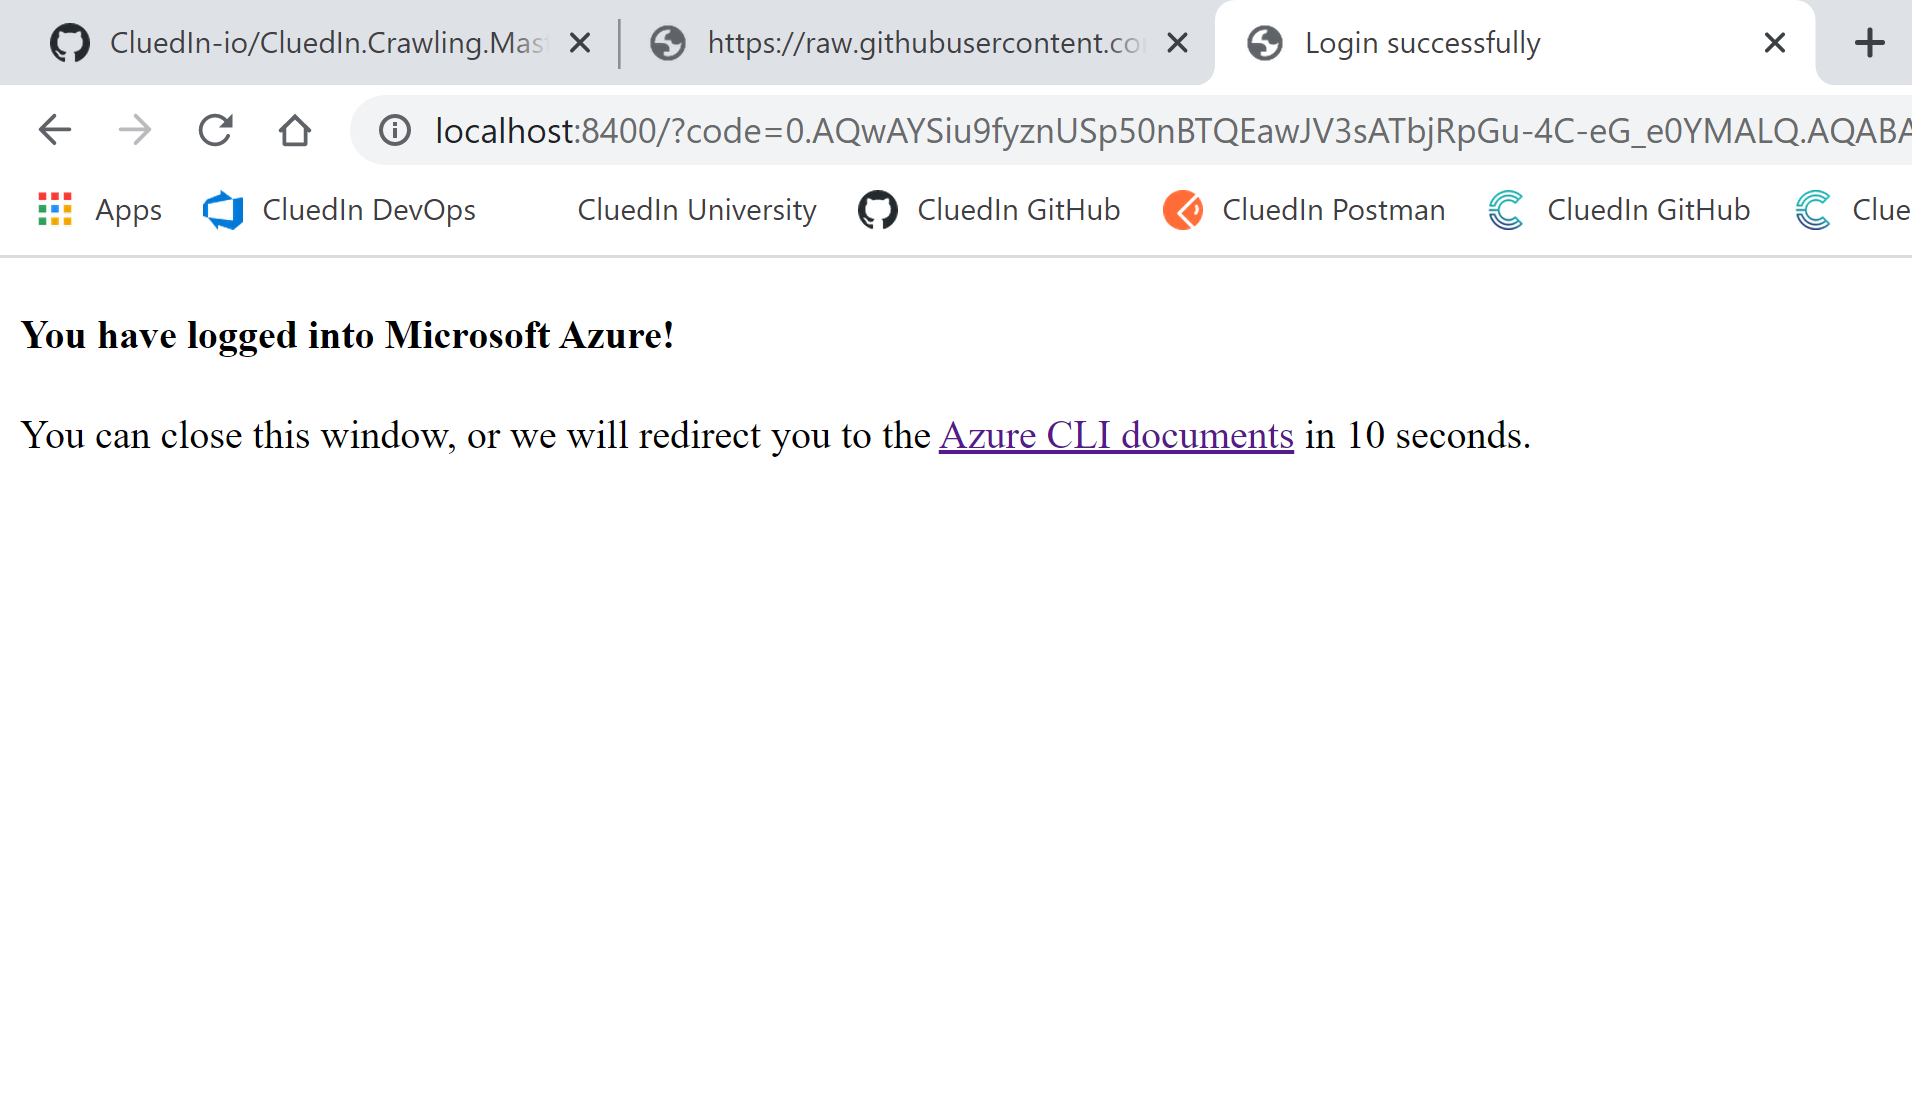 CluedIn-io/CluedIn.Crawling.Mast
https://raw.githubusercontent.co
Login successfully
localhost:8400/?code=0.AQwAYSiu9fyznUSp50nBTQEawJV3sATbjRpGu-4C-eG_e0YMALQ.AQABA
Apps
CluedIn DevOps
CluedIn University
CluedIn GitHub
CluedIn Postman
CluedIn GitHub
Clue
You have logged into Microsoft Azure!
You can close this window, or we will redirect you to the Azure CLI documents in 10 seconds.